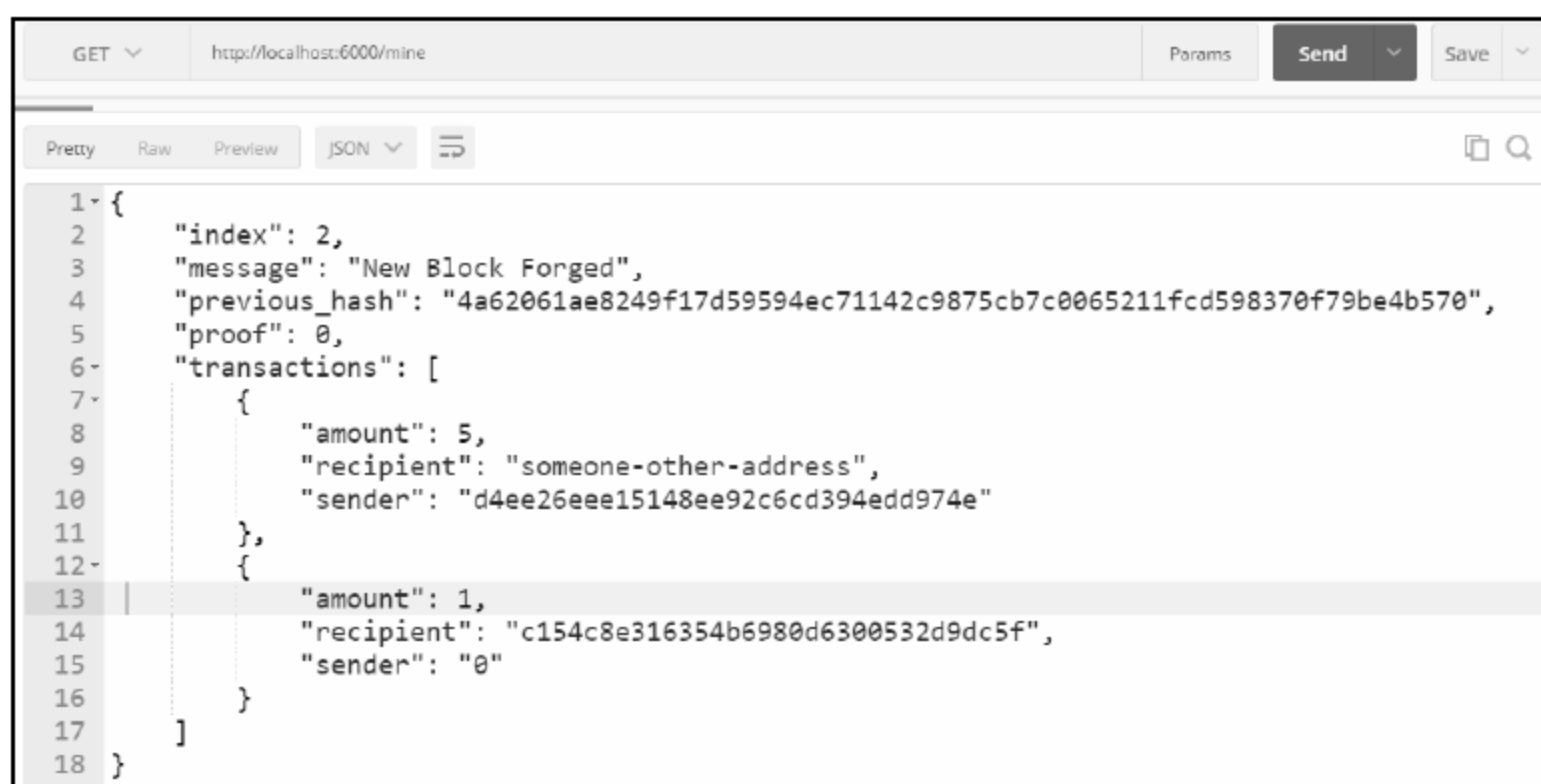 GET http://localhost:6000/mine Params Send Save
Pretty Raw Preview JSON
1 {
2 "index": 2,
3 "message": "New Block Forged",
4 "previous_hash": "4a62061ae8249f17d59594ec71142c9875cb7c0065211fcd598370f79be4b570",
5 "proof": 0,
6 "transactions": [
7 {
8 "amount": 5,
9 "recipient": "someone-other-address",
10 "sender": "d4ee26eee15148ee92c6cd394edd974e"
11 },
12 {
13 "amount": 1,
14 "recipient": "c154c8e316354b6980d6300532d9dc5f",
15 "sender": "0"
16 }
17 ]
18 }